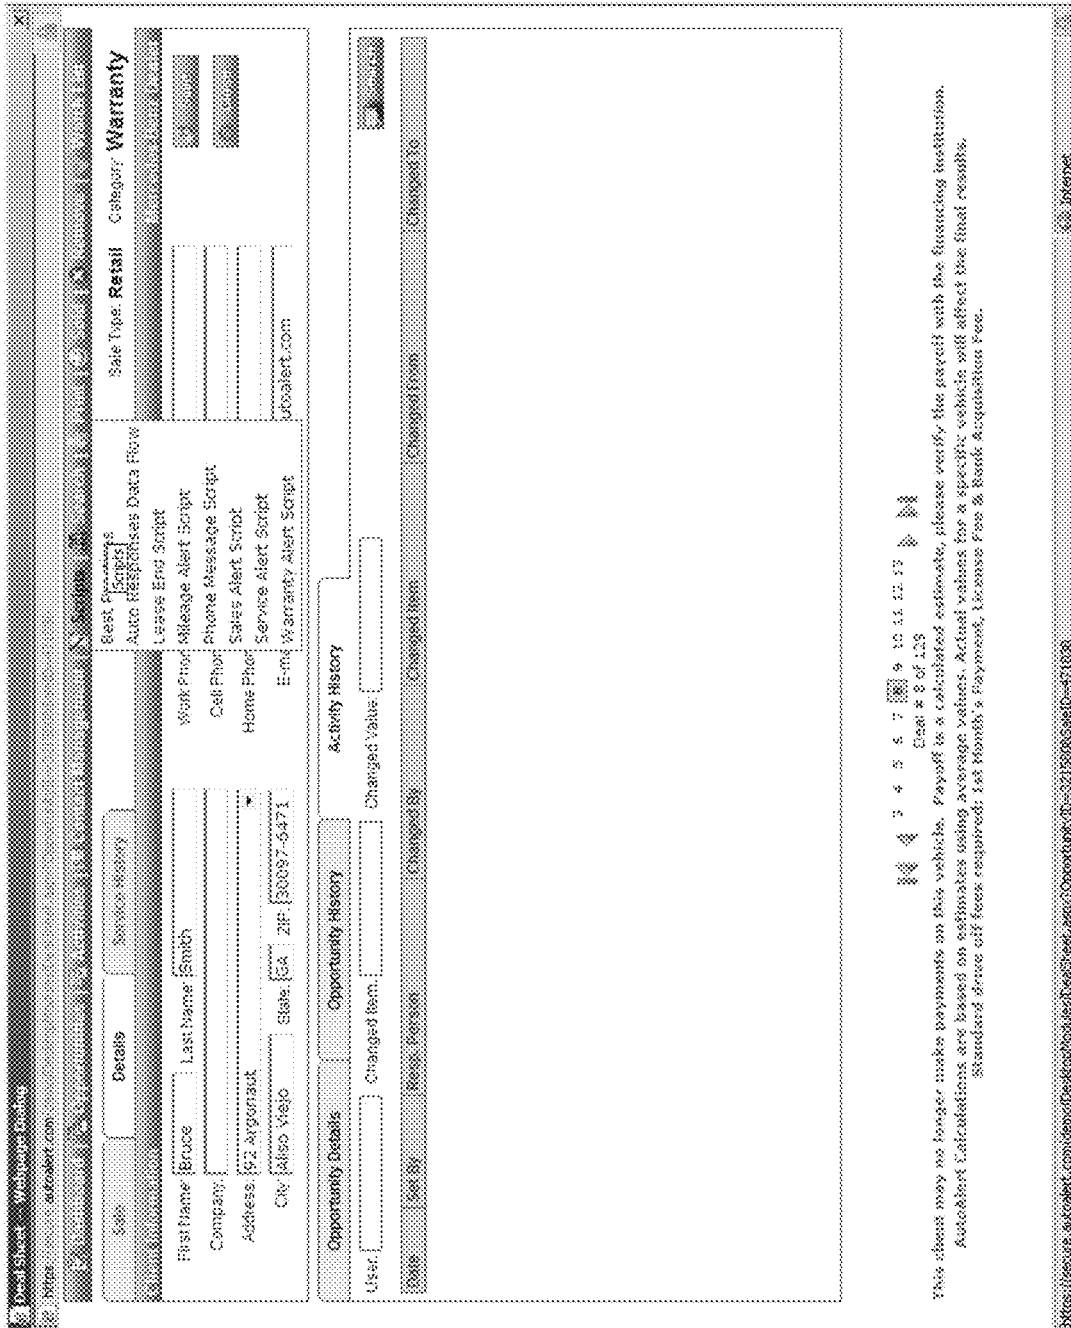 Deal Sheet -- Webpage Dialog
https:// autoalert.com
Scripts
Sale Details Service History
Sale Type: Retail Category: Warranty
Best P
Scripts
Auto Responses Data Flow
Lease End Script
Mileage Alert Script
Phone Message Script
Sales Alert Script
Service Alert Script
Warranty Alert Script
First Name: Bruce Last Name: Smith Work Phon
Company: Cell Phon
Address: 92 Argonaut Home Phon
City: Aliso Viejo State: GA ZIP: 30097-6471 E-ma utoalert.com
Opportunity Details Opportunity History Activity History
User: Changed Item: Changed Value:
Date Set By Resp. Person Changed By Changed Item Changed From Changed To
3 4 5 6 7 8 9 10 11 12 13
Deal # 8 of 129
This client may no longer make payments on this vehicle. Payoff is a calculated estimate, please verify the payoff with the financing institution.
AutoAlert Calculations are based on estimates using average values. Actual values for a specific vehicle will affect the final results.
Standard drive off fees required: 1st Month's Payment, License Fee & Bank Acquisition Fee.
Internet